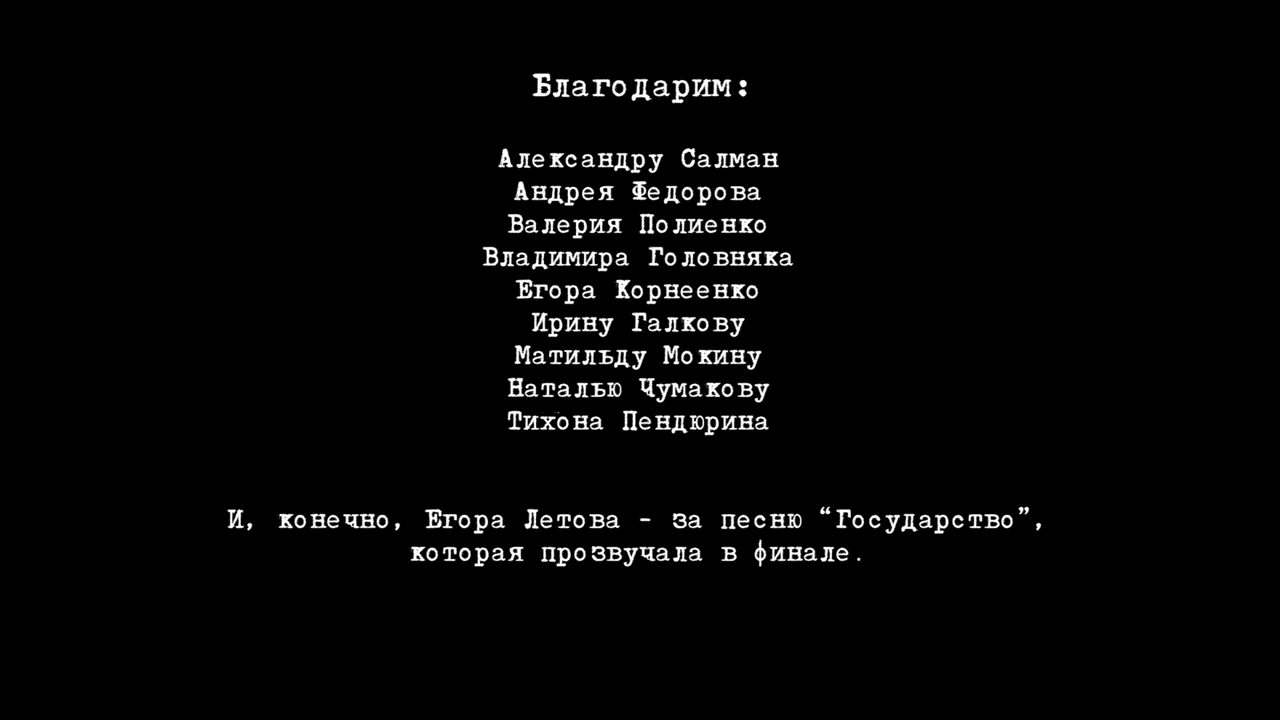 Благодарим:
Александру Салман
Андрея Федорова
Валерия Полиенко
Владимира Головняка
Егора Корнеенко
Ирину Галкову
Матильду Мокину
Наталью Чумакову
Тихона Пендюрина
И, конечно, Егора Летова - за песню “Государство”,
которая прозвучала в финале.